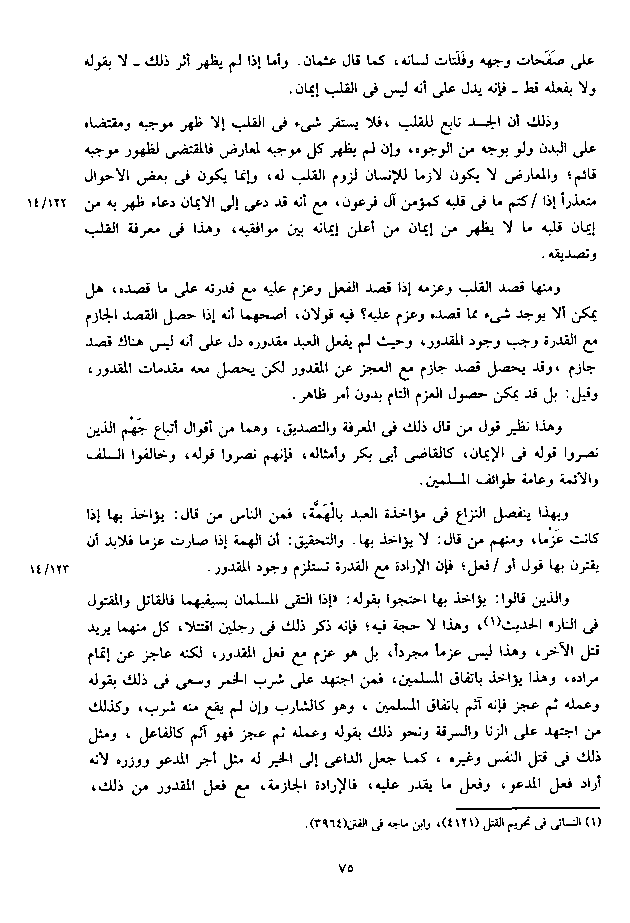 على صَفَحات وجهه وفَلَتات لسانه، كما قال عثمان. وأما إذا لم يظهر أثر ذلك ـ لا بقوله
ولا بفعله قط ـ فإنه يدل على أنه ليس فى القلب إيمان.
وذلك أن الجسد تابع للقلب ،فلا يستقر شىء فى القلب إلا ظهر موجبه ومقتضاه
على البدن ولو بوجه من الوجوه، وإن لم يظهر كل موجبه لمعارض فالمقتضى لظهور موجبه
قائم؛ والمعارض لا يكون لازما للإنسان لزوم القلب له، وإنما يكون فى بعض الأحوال
متعذراً إذا / كتم ما فى قلبه كمؤمن آل فرعون، مع أنه قد دعى إلى الإيمان دعاء ظهر به من
١٤/١٢٢
إيمان قلبه ما لا يظهر من إيمان من أعلن إيمانه بين موافقيه، وهذا فى معرفة القلب
وتصديقه.
ومنها قصد القلب وعزمه إذا قصد الفعل وعزم عليه مع قدرته على ما قصده، هل
يمكن ألا يوجد شىء مما قصده وعزم عليه؟ فيه قولان، أصحهما أنه إذا حصل القصد الجازم
مع القدرة وجب وجود المقدور، وحيث لم يفعل العبد مقدوره دل على أنه ليس هناك قصد
جازم ،وقد يحصل قصد جازم مع العجز عن المقدور لكن يحصل معه مقدمات المقدور،
وقيل: بل قد يمكن حصول العزم التام بدون أمر ظاهر.
وهذا نظير قول من قال ذلك فى المعرفة والتصديق، وهما من أقوال أتباع جَهْم الذين
نصروا قوله فى الإيمان، كالقاضى أبى بكر وأمثاله، فإنهم نصروا قوله، وخالفوا السلف
والأئمة وعامة طوائف المسلمين.
وبهذا ينفصل النزاع فى مؤاخذة العبد بالْهَمَّة، فمن الناس من قال: يؤاخذ بها إذا
كانت عَزْما، ومنهم من قال: لا يؤاخذ بها. والتحقيق: أن الهمة إذا صارت عزما فلابد أن
يقترن بها قول أو / فعل؛ فإن الإرادة مع القدرة تستلزم وجود المقدور.
١٤/١٢٣
والذين قالوا: يؤاخذ بها احتجوا بقوله: «إذا التقى المسلمان بسيفيهما فالقاتل والمقتول
فى النار» الحديث(١)، وهذا لا حجة فيه؛ فإنه ذكر ذلك فى رجلين اقتتلا، كل منهما يريد
قتل الآخر، وهذا ليس عزماً مجرداً، بل هو عزم مع فعل المقدور، لكنه عاجز عن إتمام
مراده، وهذا يؤاخذ باتفاق المسلمين، فمن اجتهد على شرب الخمر وسعى فى ذلك بقوله
وعمله ثم عجز فإنه آثم باتفاق المسلمين ، وهو كالشارب وإن لم يقع منه شرب، وكذلك
من اجتهد على الزنا والسرقة ونحو ذلك بقوله وعمله ثم عجز فهو آثم كالفاعل ، ومثل
ذلك فى قتل النفس وغيره ، كما جعل الداعى إلى الخير له مثل أجر المدعو ووزره لأنه
أراد فعل المدعو، وفعل ما يقدر عليه، فالإرادة الجازمة، مع فعل المقدور من ذلك،
(١) النسائى فى تحريم القتل (٤١٢١)، وابن ماجه فى الفتن(٣٩٦٤).
٧٥